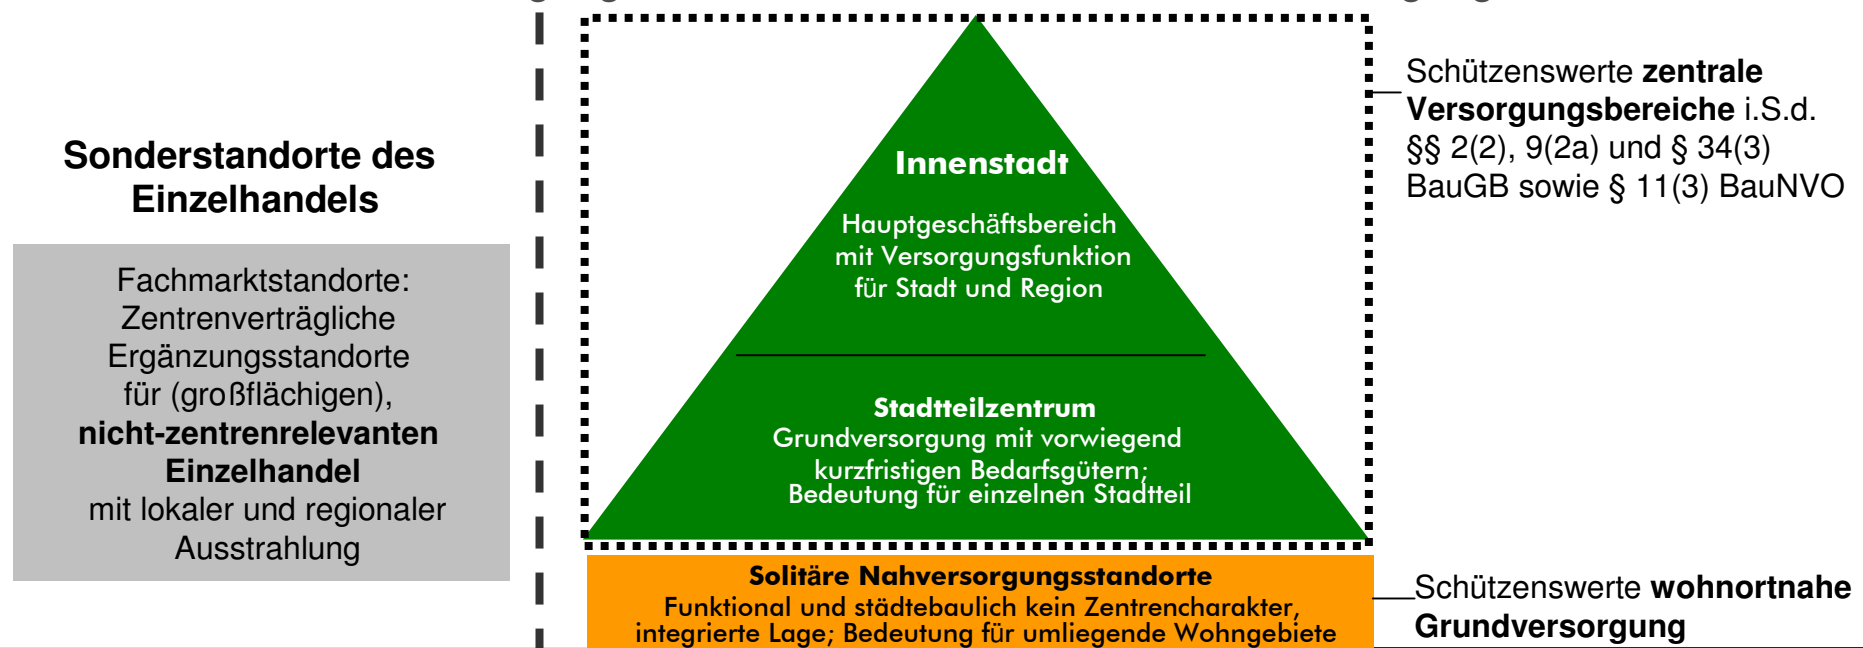 Sonderstandorte des
Einzelhandels
Fachmarktstandorte:
Zentrenverträgliche
Ergänzungsstandorte
für (großflächigen),
nicht-zentrenrelevanten
Einzelhandel
mit lokaler und regionaler
Ausstrahlung
Innenstadt
Hauptgeschäftsbereich
mit Versorgungsfunktion
für Stadt und Region
Stadtteilzentrum
Grundversorgung mit vorwiegend
kurzfristigen Bedarfsgütern;
Bedeutung für einzelnen Stadtteil
Solitäre Nahversorgungsstandorte
Funktional und städtebaulich kein Zentrencharakter,
integrierte Lage; Bedeutung für umliegende Wohngebiete
Schützenswerte zentrale
Versorgungsbereiche i.S.d.
§§ 2(2), 9(2a) und § 34(3)
BauGB sowie § 11(3) BauNVO
Schützenswerte wohnortnahe
Grundversorgung